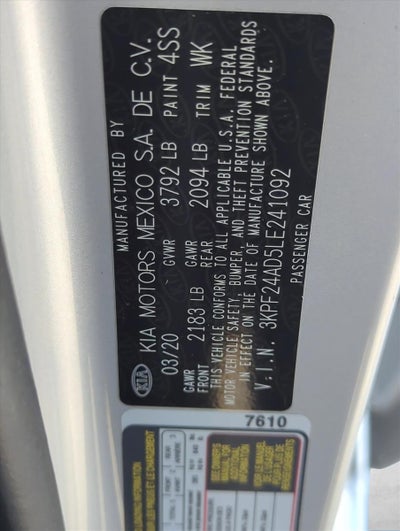 MANUFACTURED BY
KIA KIA MOTORS MEXICO S.A. DE C.V.
03/20 GVWR 3792 LB PAINT 4SS
GAWR FRONT 2183 LB GAWR REAR 2094 LB TRIM WK
THIS VEHICLE CONFORMS TO ALL APPLICABLE U.S.A. FEDERAL
MOTOR VEHICLE SAFETY, BUMPER, AND THEFT PREVENTION STANDARDS
IN EFFECT ON THE DATE OF MANUFACTURE SHOWN ABOVE.
V.I.N. 3KPF24AD5LE241092
PASSENGER CAR
7610